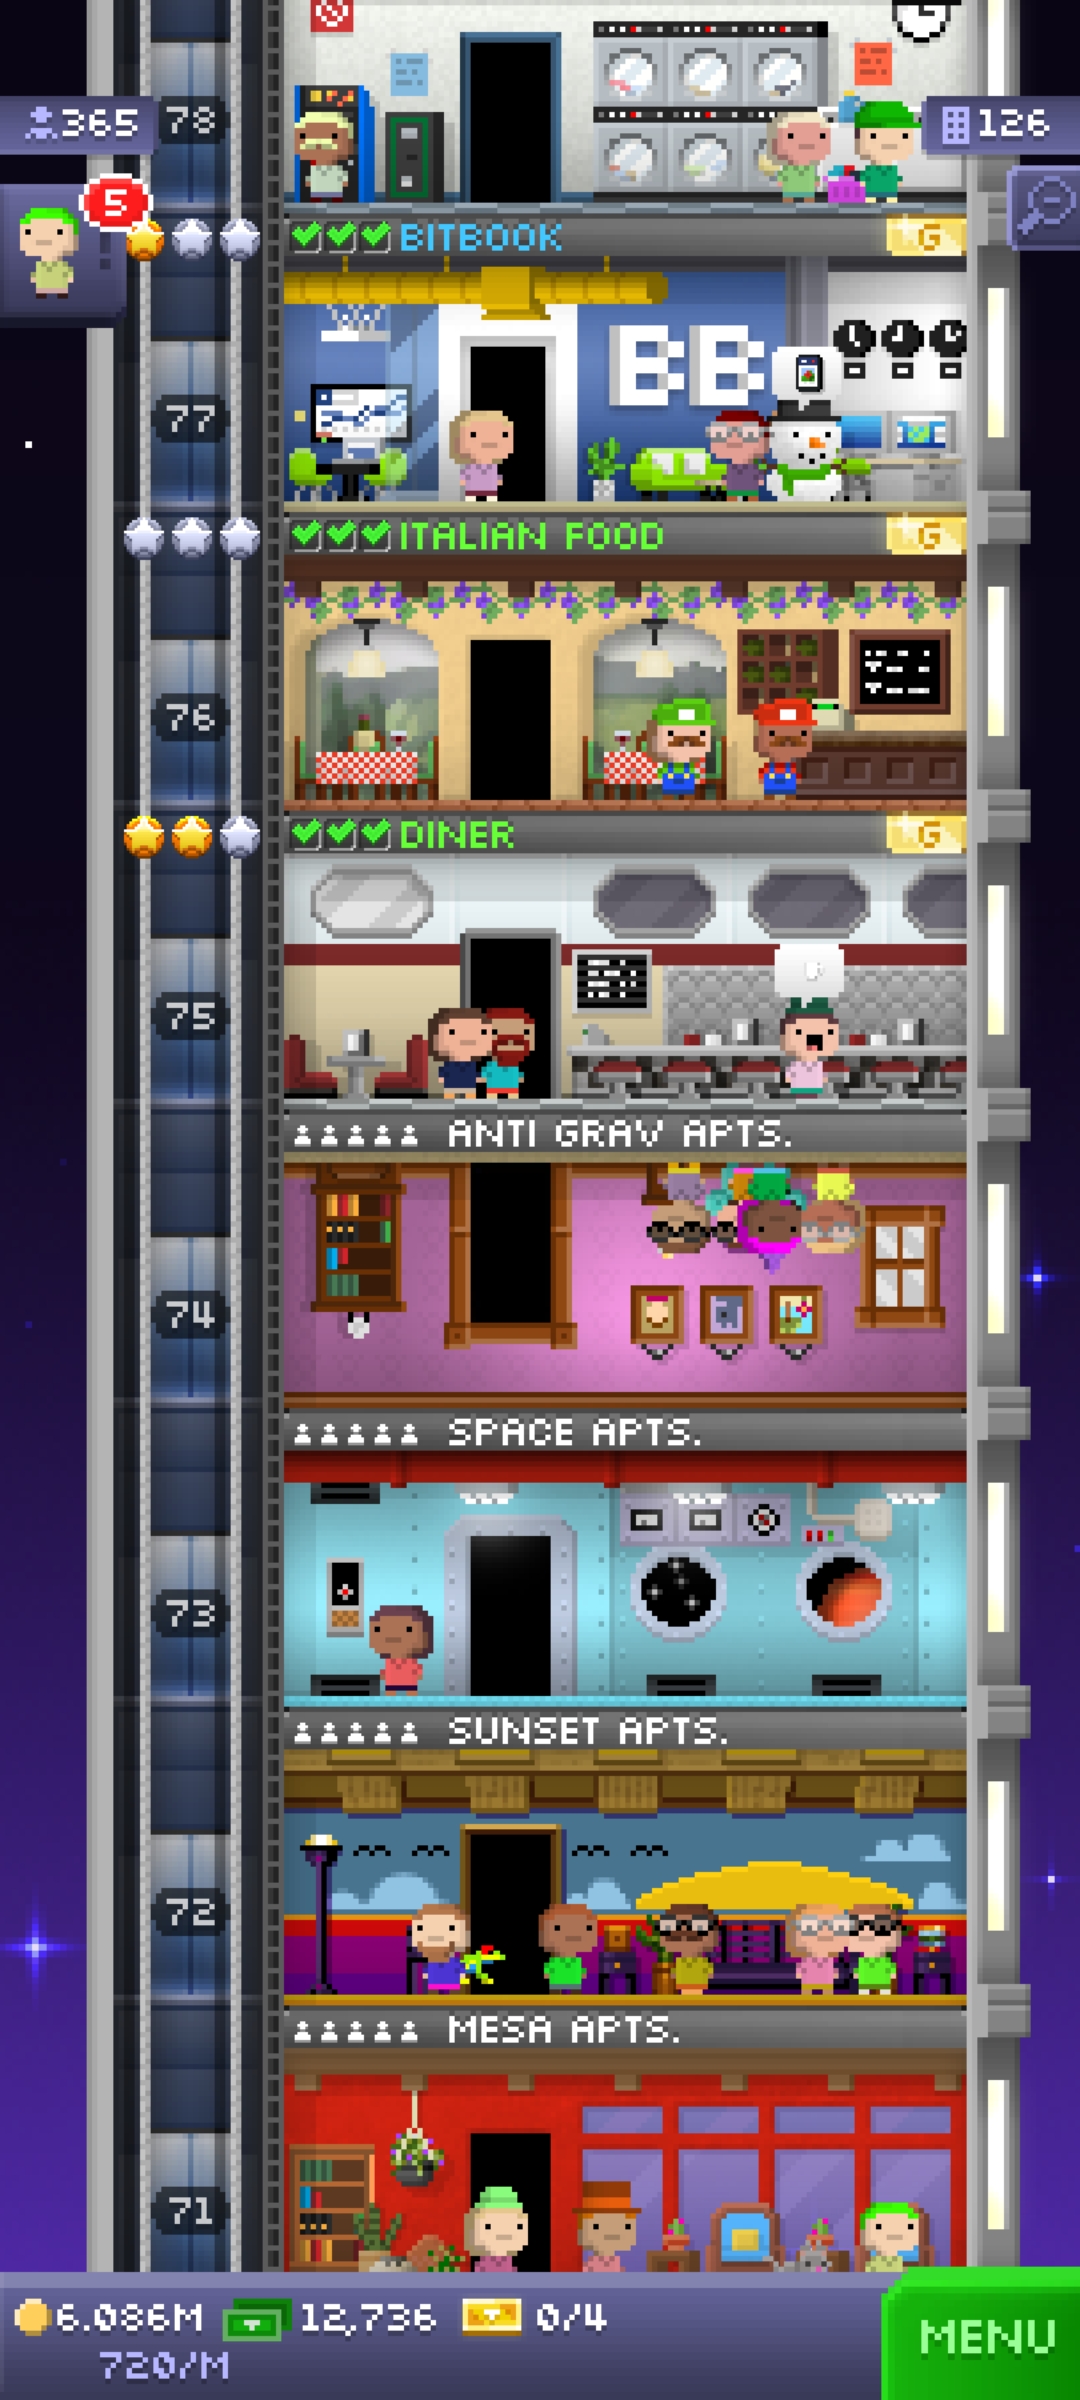 78
365
126
5
BITBOOK
G
BB
77
ITALIAN FOOD
G
76
DINER
G
75
ANTI GRAV APTS.
74
SPACE APTS.
73
SUNSET APTS.
72
MESA APTS.
71
6.086M
12,736
0/4
720/M
MENU